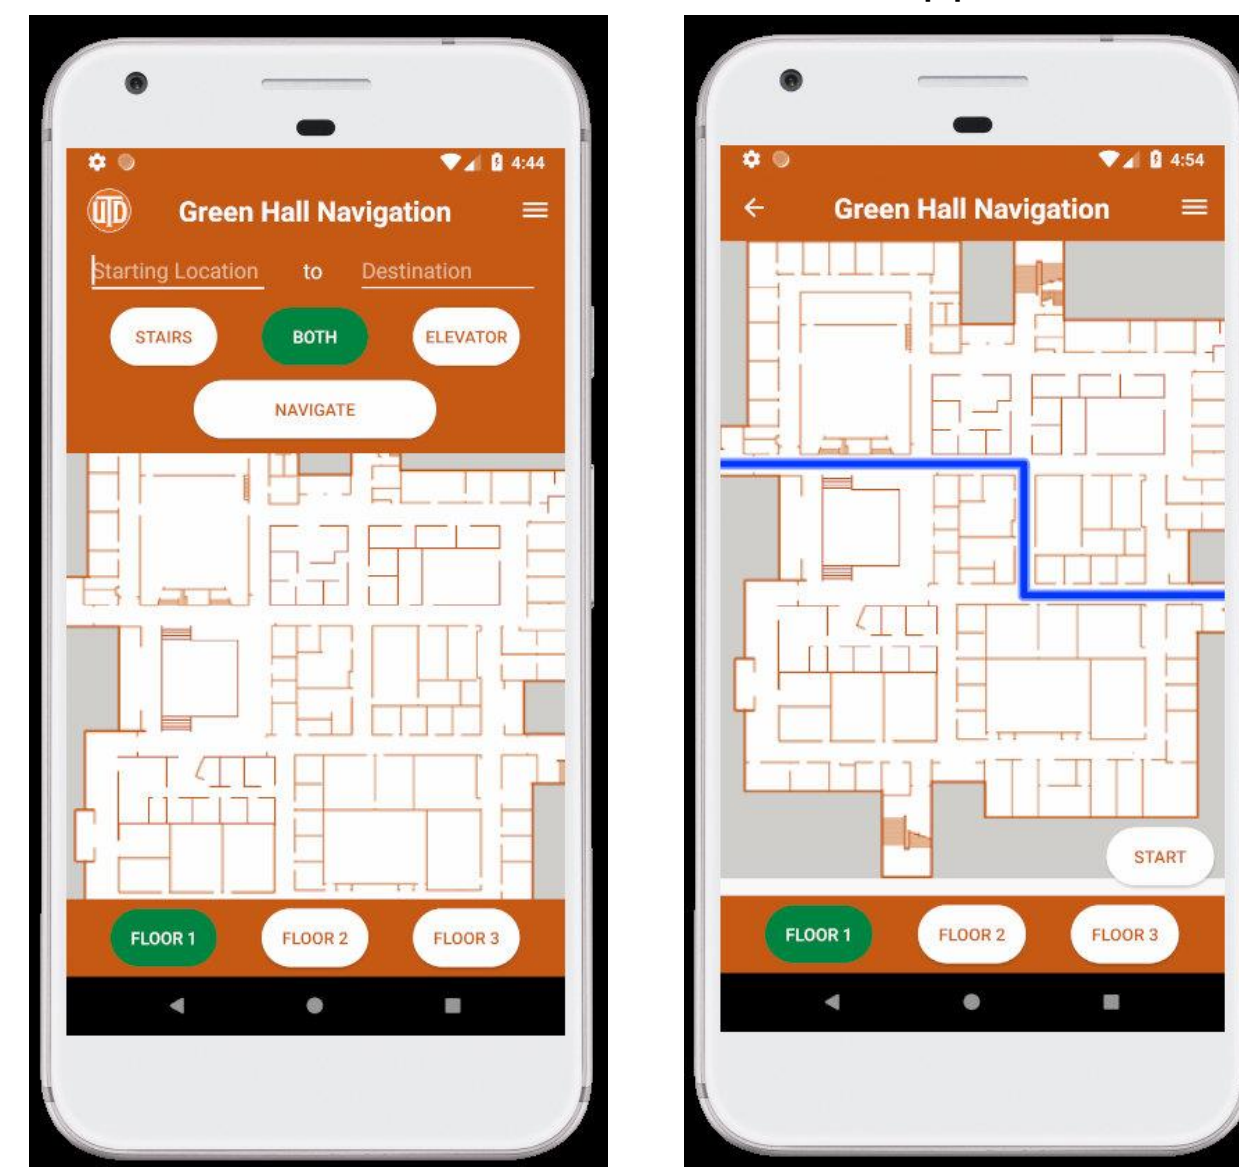 4:44
UTD
Green Hall Navigation
Starting Location to Destination
STAIRS BOTH ELEVATOR
NAVIGATE
FLOOR 1 FLOOR 2 FLOOR 3
4:54
Green Hall Navigation
START
FLOOR 1 FLOOR 2 FLOOR 3